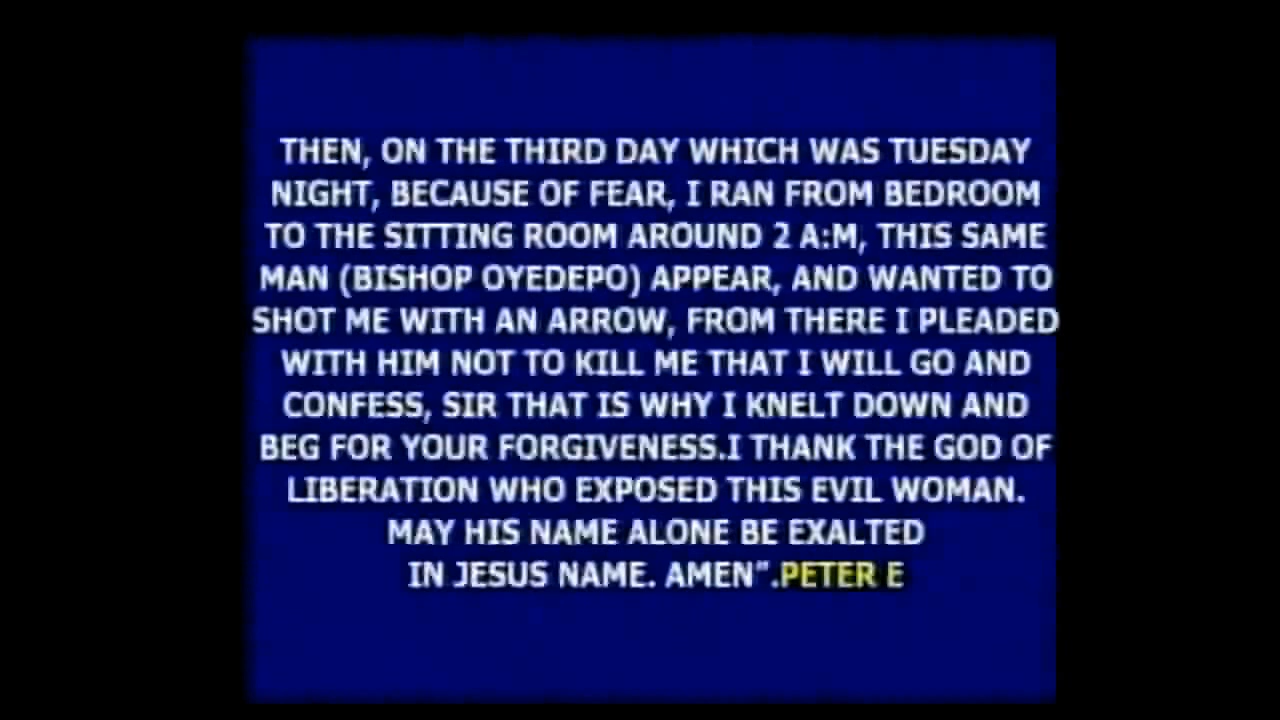 THEN, ON THE THIRD DAY WHICH WAS TUESDAY
NIGHT, BECAUSE OF FEAR, I RAN FROM BEDROOM
TO THE SITTING ROOM AROUND 2 A:M, THIS SAME
MAN (BISHOP OYEDEPO) APPEAR, AND WANTED TO
SHOT ME WITH AN ARROW, FROM THERE I PLEADED
WITH HIM NOT TO KILL ME THAT I WILL GO AND
CONFESS, SIR THAT IS WHY I KNELT DOWN AND
BEG FOR YOUR FORGIVENESS.I THANK THE GOD OF
LIBERATION WHO EXPOSED THIS EVIL WOMAN.
MAY HIS NAME ALONE BE EXALTED
IN JESUS NAME. AMEN”.PETER E